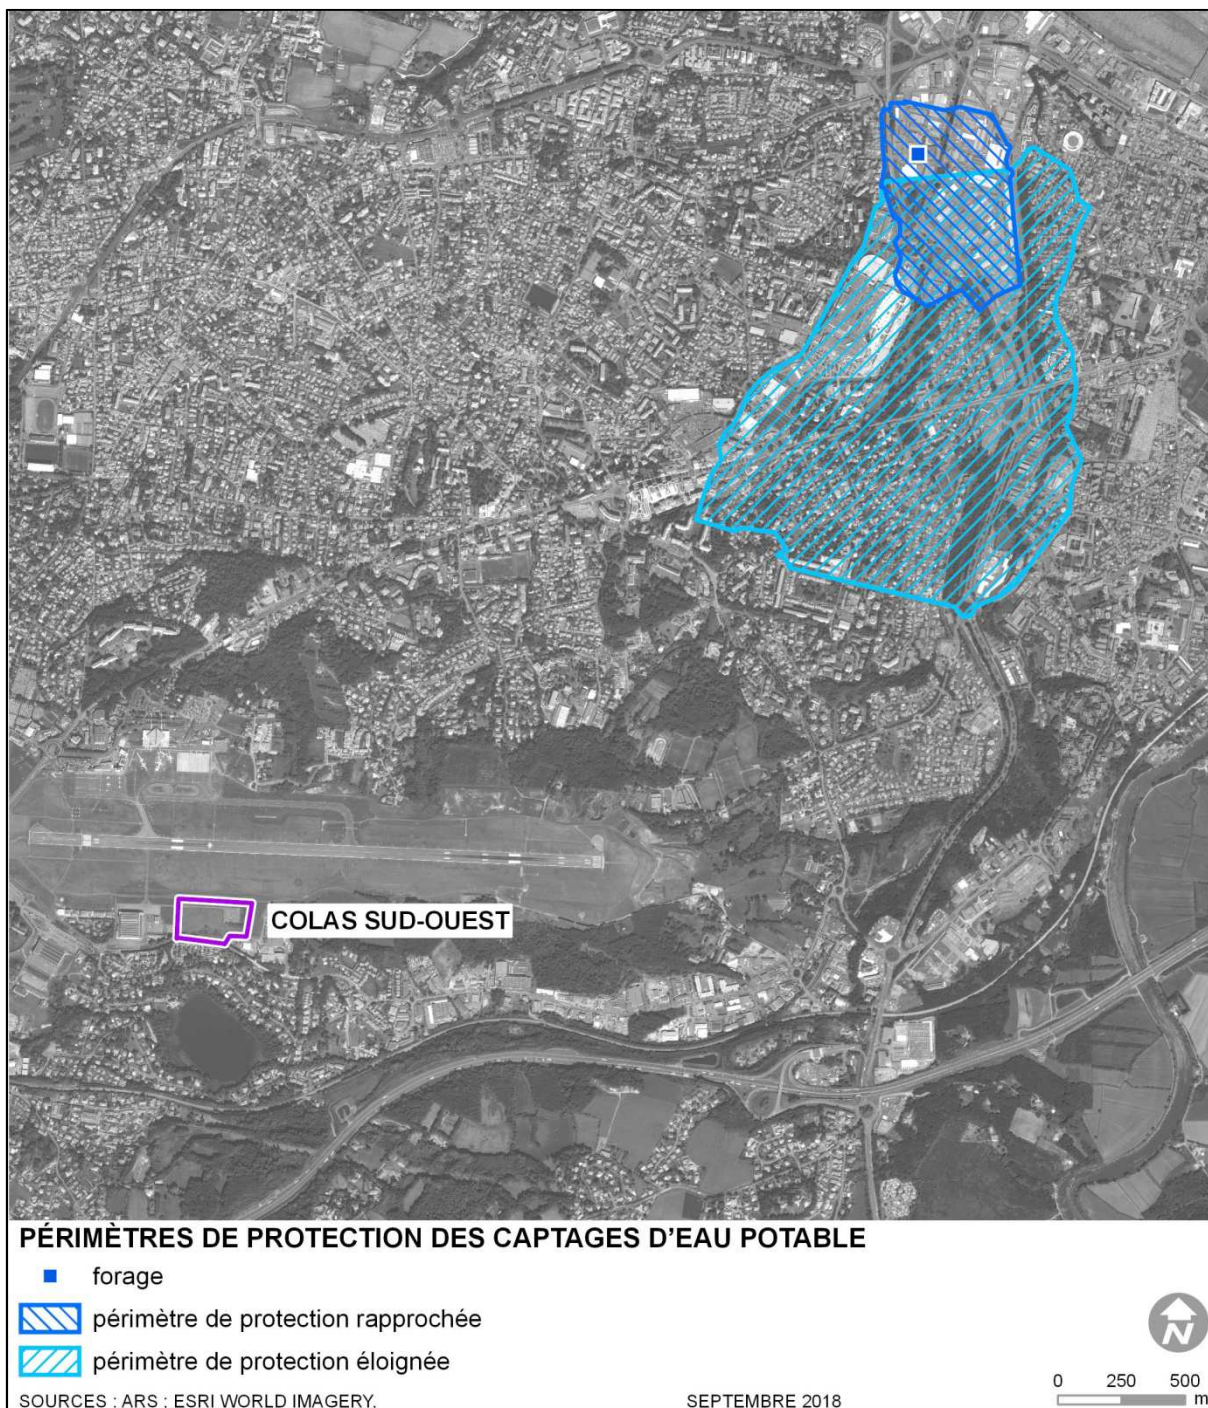 COLAS SUD-OUEST
PÉRIMÈTRES DE PROTECTION DES CAPTAGES D'EAU POTABLE
forage
périmètre de protection rapprochée
périmètre de protection éloignée
N
0 250 500
m
SOURCES : ARS ; ESRI WORLD IMAGERY.
SEPTEMBRE 2018